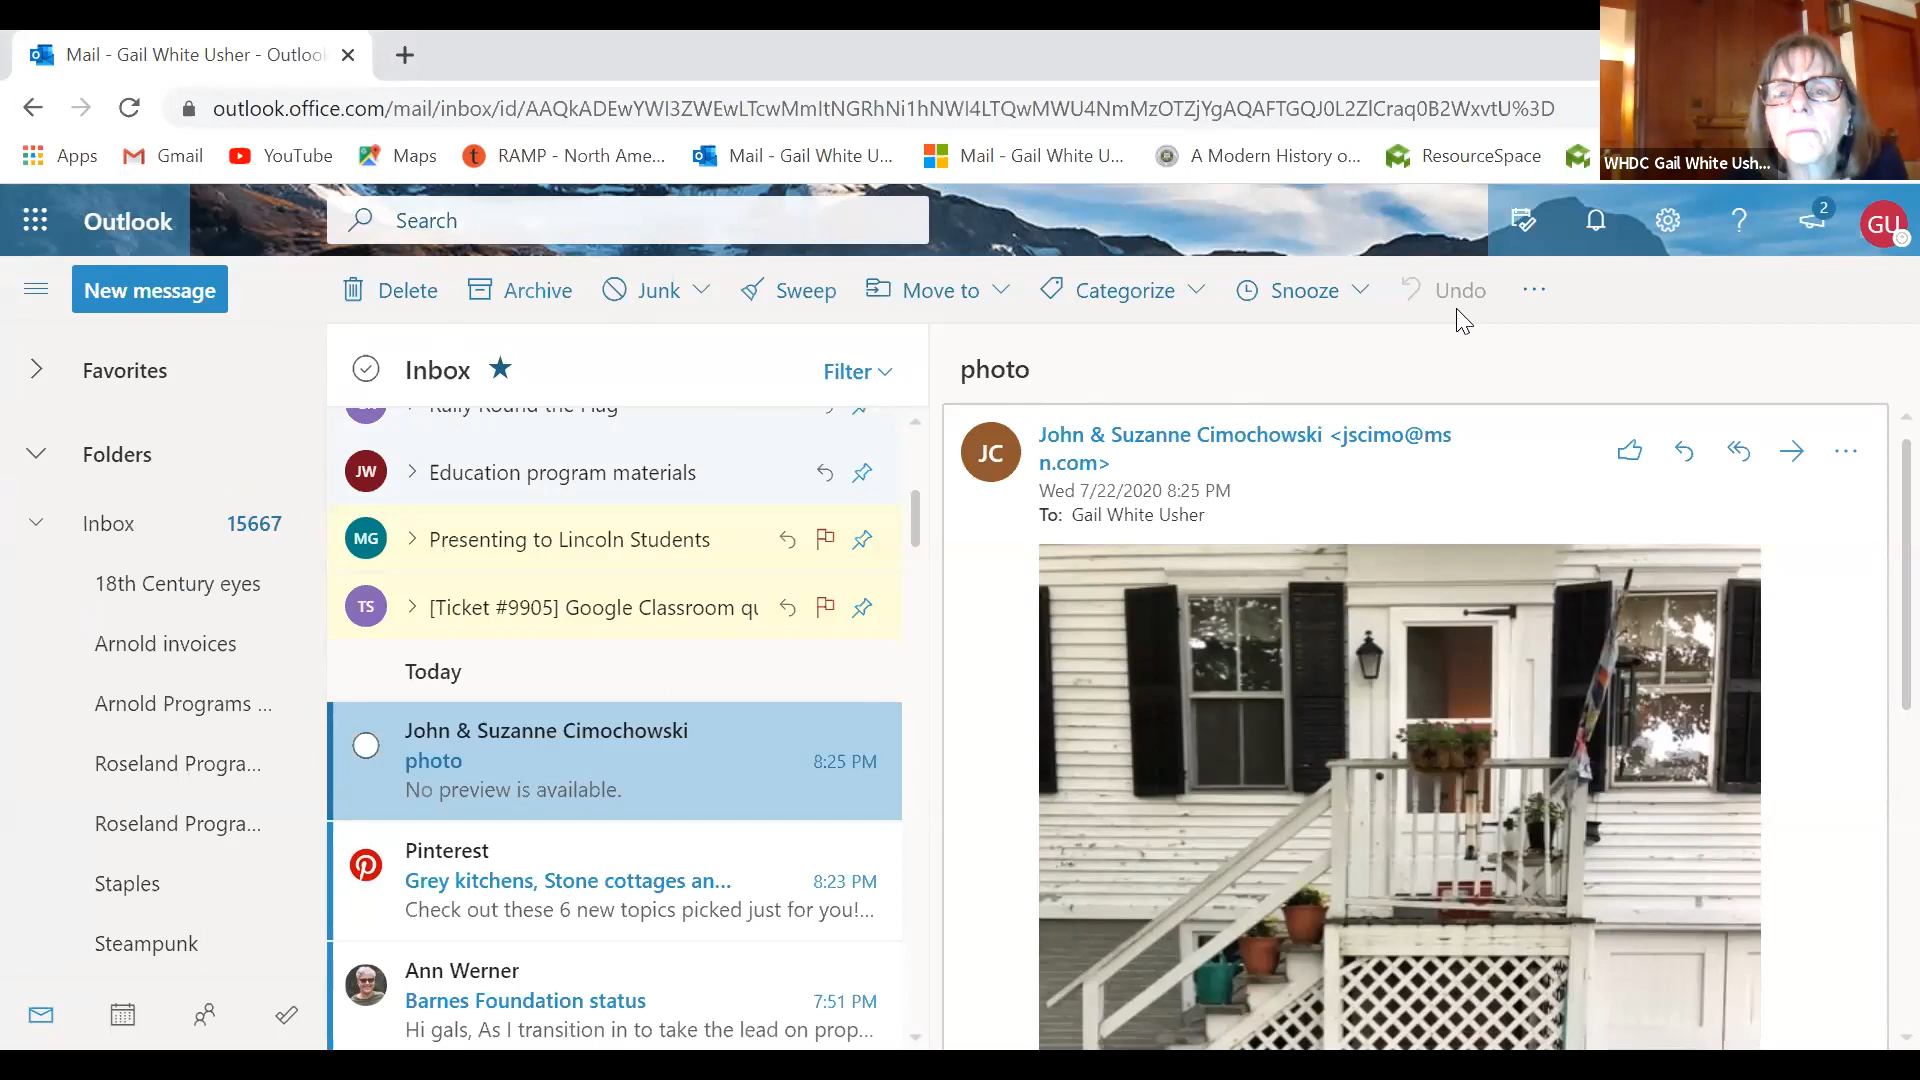 Mail - Gail White Usher - Outloo
outlook.office.com/mail/inbox/id/AAQkADEwYWI3ZWEwLTcwMmItNGRhNi1hNWI4LTQwMWU4NmMzOTZjYgAQAFTGQJ0L2ZlCraq0B2WxvtU%3D
Apps Gmail YouTube Maps RAMP - North Ame... Mail - Gail White U... Mail - Gail White U... A Modern History o... ResourceSpace
WHDC Gail White Ush...
Outlook
Search
2
GU
New message
Delete Archive Junk Sweep Move to Categorize Snooze Undo
Favorites
Folders
Inbox 15667
18th Century eyes
Arnold invoices
Arnold Programs ...
Roseland Progra...
Roseland Progra...
Staples
Steampunk
Inbox Filter
Rally Round the Flag
JW Education program materials
MG Presenting to Lincoln Students
TS [Ticket #9905] Google Classroom qu
Today
John & Suzanne Cimochowski
photo 8:25 PM
No preview is available.
Pinterest
Grey kitchens, Stone cottages an... 8:23 PM
Check out these 6 new topics picked just for you!...
Ann Werner
Barnes Foundation status 7:51 PM
Hi gals, As I transition in to take the lead on prop...
photo
JC
John & Suzanne Cimochowski <jscimo@ms
n.com>
Wed 7/22/2020 8:25 PM
To: Gail White Usher